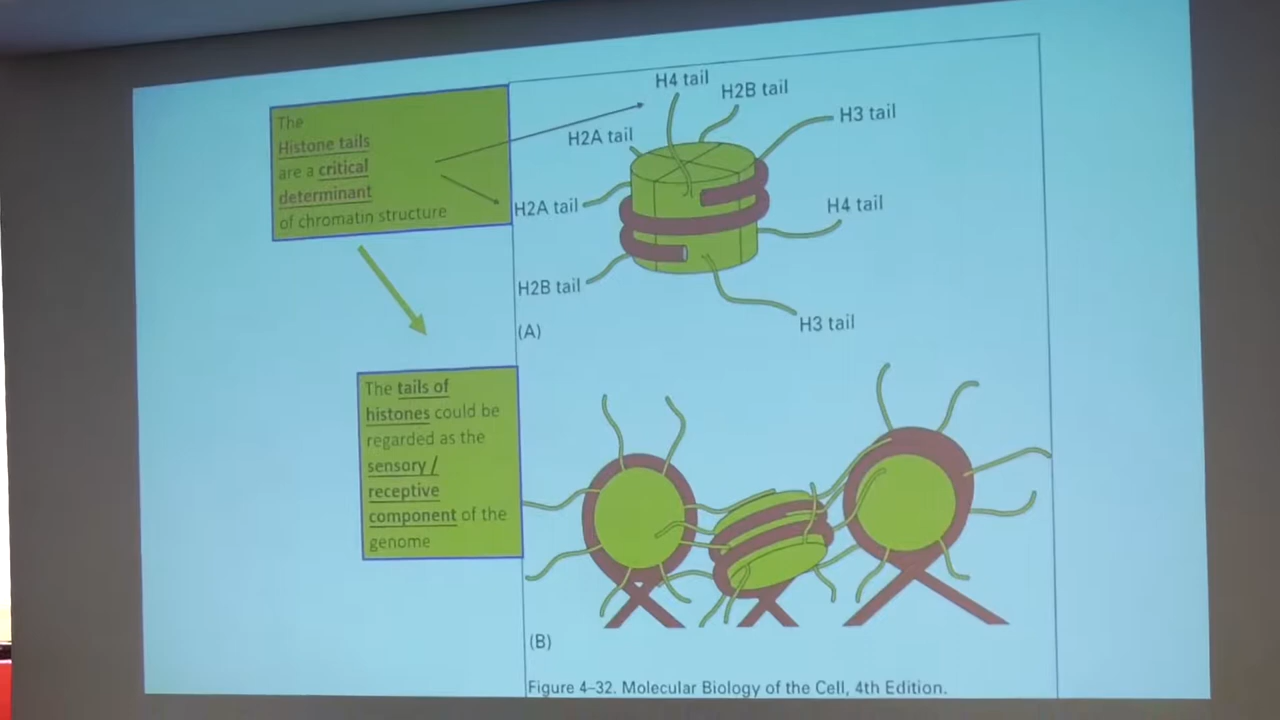 The
Histone tails
are a critical
determinant
of chromatin structure
H4 tail
H2B tail
H3 tail
H2A tail
H2A tail
H4 tail
H2B tail
H3 tail
(A)
The tails of
histones could be
regarded as the
sensory /
receptive
component of the
genome
(B)
Figure 4–32. Molecular Biology of the Cell, 4th Edition.